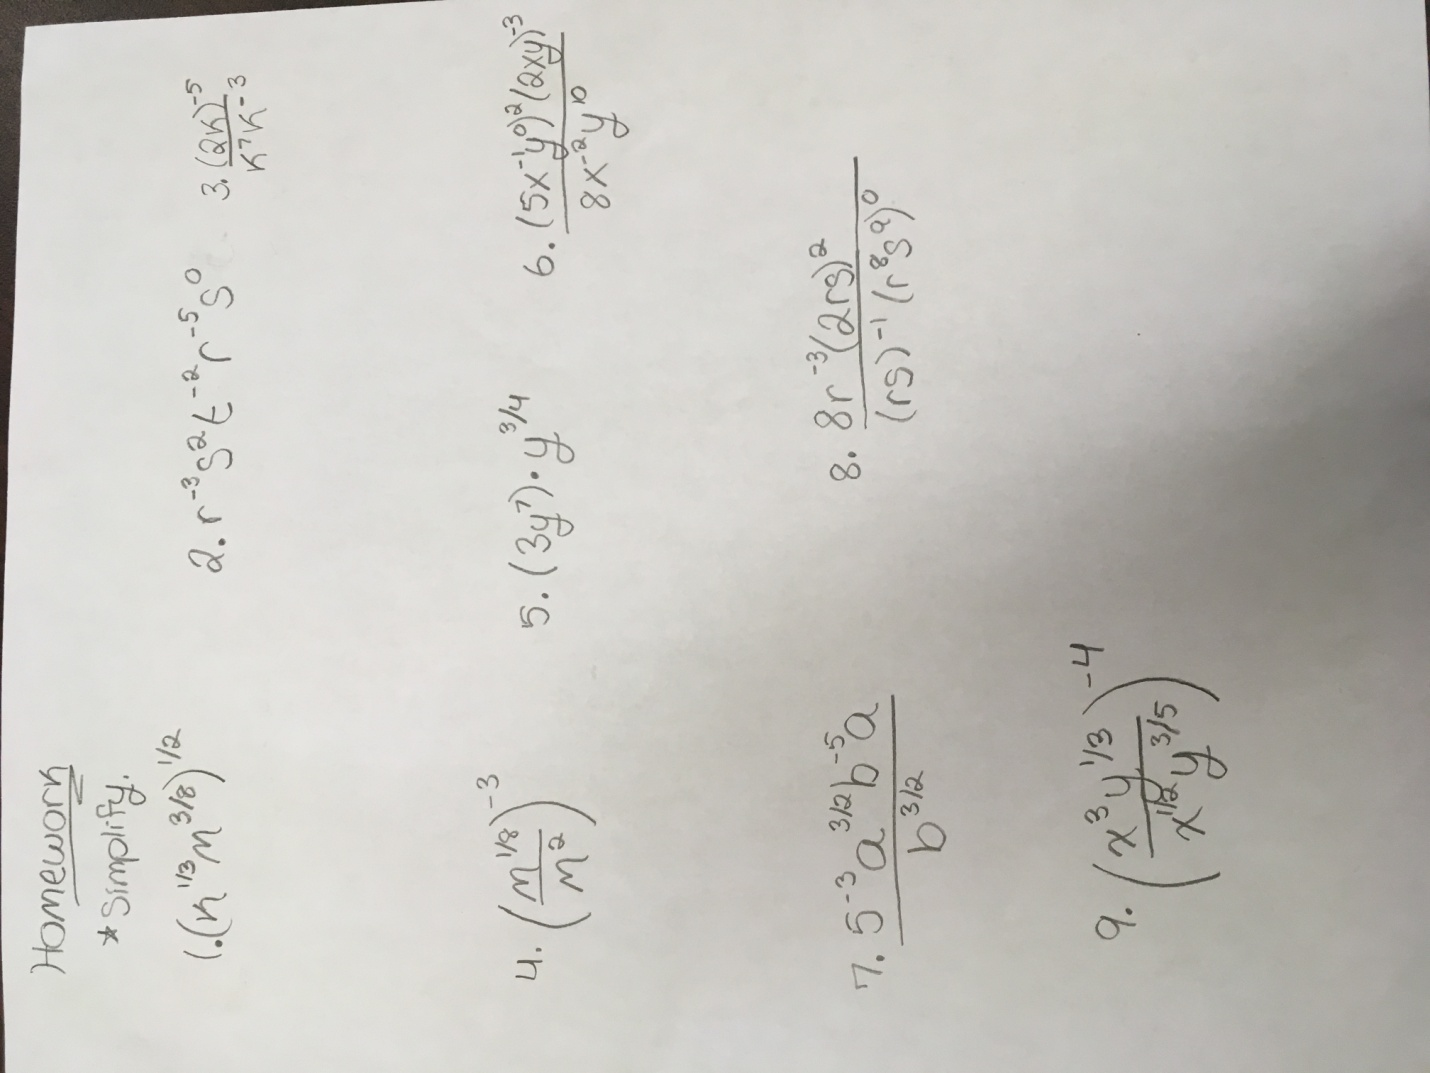 Homework
* Simplify.
1. (k^1/3 m^3/8)^1/2
2. r^-3 s^2 t^-2 r^-5 s^0
3. (2k)^-5 / k^7 k^-3
4. (m^1/8 / m^2)^-3
5. (3y^7) · y^3/4
6. (5x^-1 y^0)^2 (2xy)^-3 / 8x^-2 y^10
7. 5^-3 a^3/2 b^-5 a / b^3/2
8. 8r^-3 (2rs)^2 / (rs)^-1 (r^8 s^2)^0
9. (x^3 y^1/3 / x^1/2 y^3/5)^-4